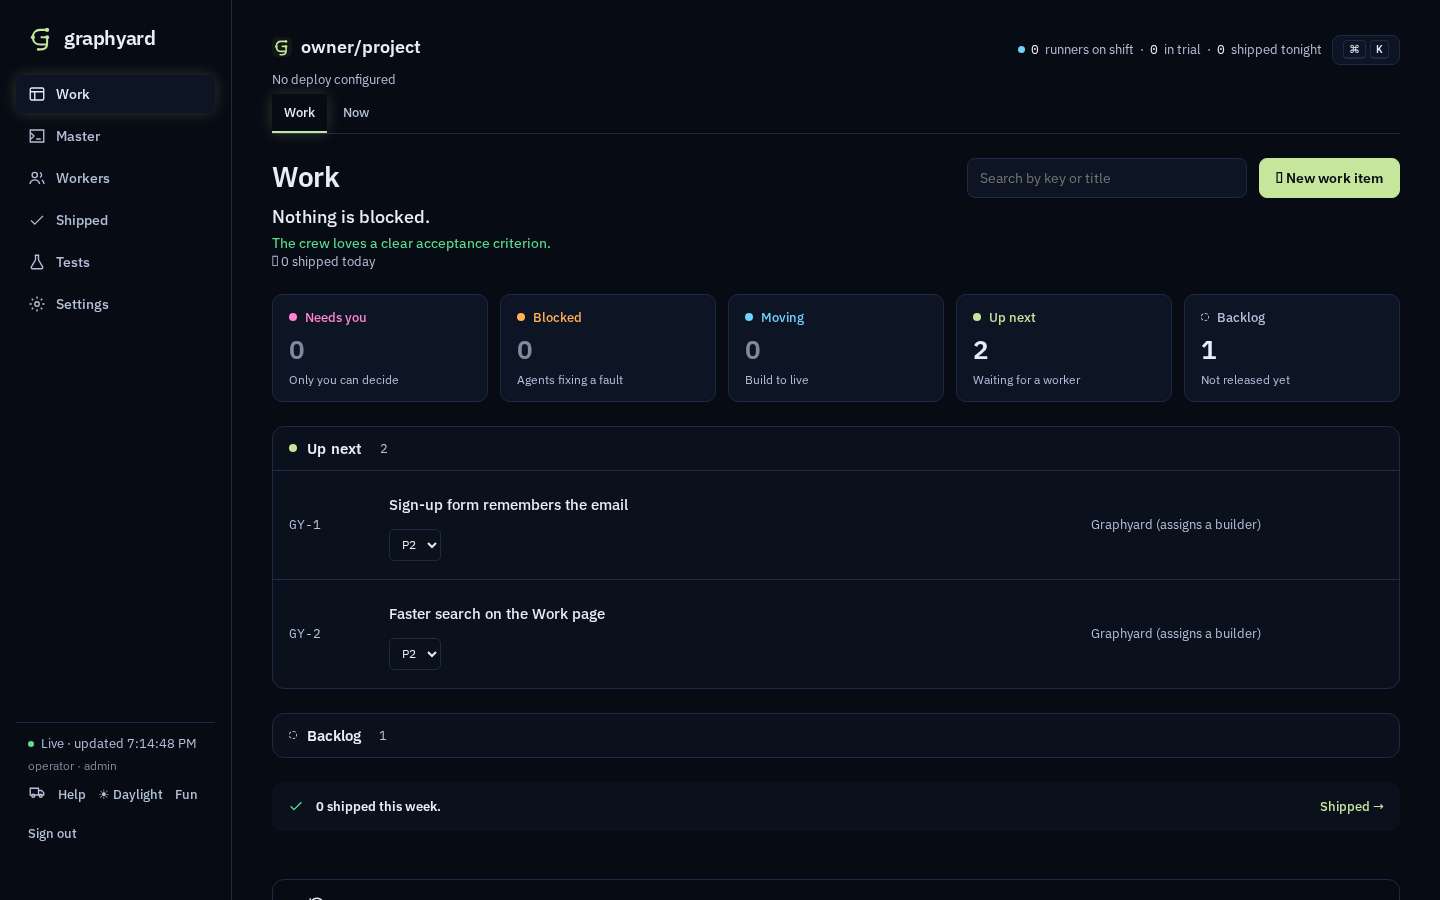 graphyard
Work
Master
Workers
Shipped
Tests
Settings
Live · updated 7:14:48 PM
operator · admin
Help ☀ Daylight Fun
Sign out
owner/project
0 runners on shift · 0 in trial · 0 shipped tonight ⌘ K
No deploy configured
Work Now
Work
Search by key or title
New work item
Nothing is blocked.
The crew loves a clear acceptance criterion.
0 shipped today
Needs you
0
Only you can decide
Blocked
0
Agents fixing a fault
Moving
0
Build to live
Up next
2
Waiting for a worker
Backlog
1
Not released yet
Up next 2
GY-1
Sign-up form remembers the email
P2
Graphyard (assigns a builder)
GY-2
Faster search on the Work page
P2
Graphyard (assigns a builder)
Backlog 1
0 shipped this week.
Shipped →